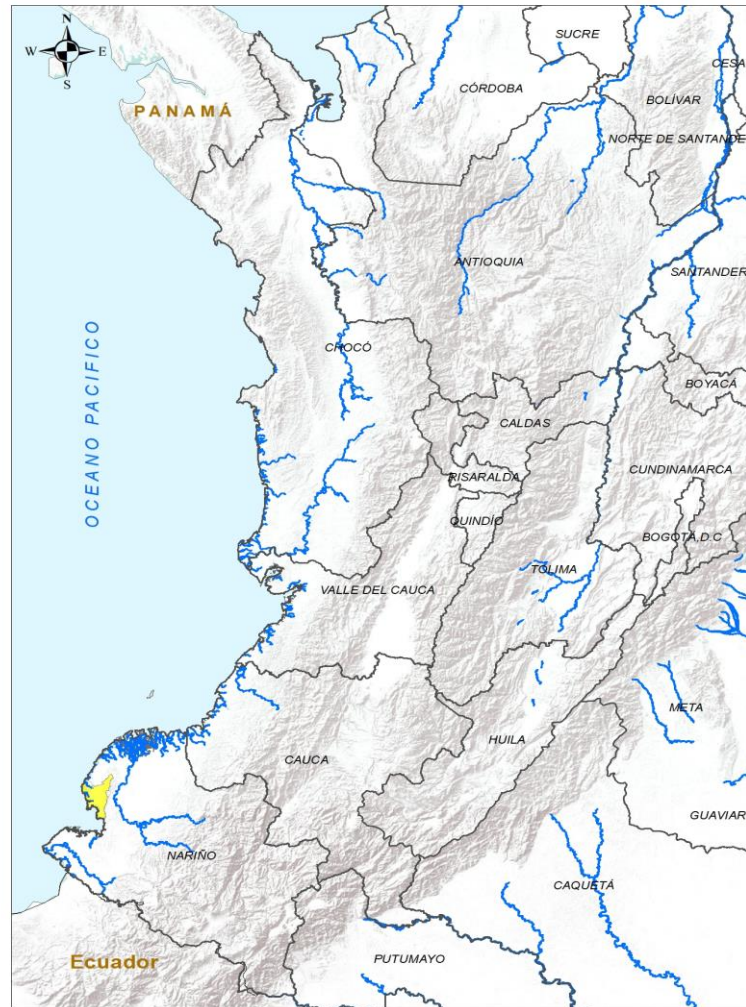 N
W E
S
SUCRE
CESA
CÓRDOBA
BOLÍVAR
PANAMÁ
NORTE DE SANTANDE
ANTIOQUIA
SANTANDER
OCEANO PACIFICO
CHOCÓ
BOYACÁ
CALDAS
CUNDINAMARCA
RISARALDA
QUINDÍO
BOGOTÁ,D.C
TOLIMA
VALLE DEL CAUCA
META
HUILA
CAUCA
GUAVIAR
NARIÑO
CAQUETÁ
Ecuador
PUTUMAYO